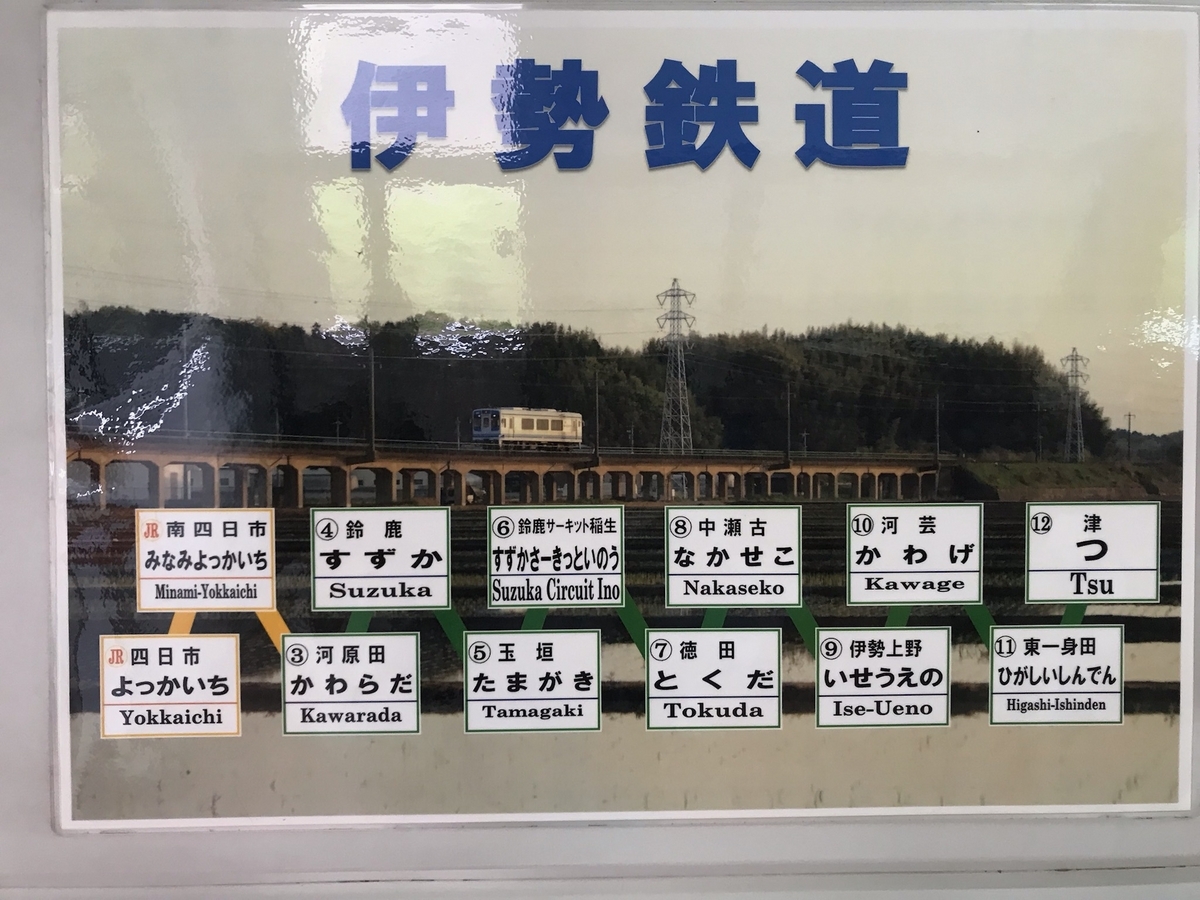 伊勢鉄道
JR 南四日市
みなみよっかいち
Minami-Yokkaichi
④ 鈴鹿
すずか
Suzuka
⑥ 鈴鹿サーキット稲生
すずかさーきっといのう
Suzuka Circuit Ino
⑧ 中瀬古
なかせこ
Nakaseko
⑩ 河芸
かわげ
Kawage
⑫ 津
つ
Tsu
JR 四日市
よっかいち
Yokkaichi
③ 河原田
かわらだ
Kawarada
⑤ 玉垣
たまがき
Tamagaki
⑦ 徳田
とくだ
Tokuda
⑨ 伊勢上野
いせうえの
Ise-Ueno
⑪ 東一身田
ひがしいしんでん
Higashi-Ishinden